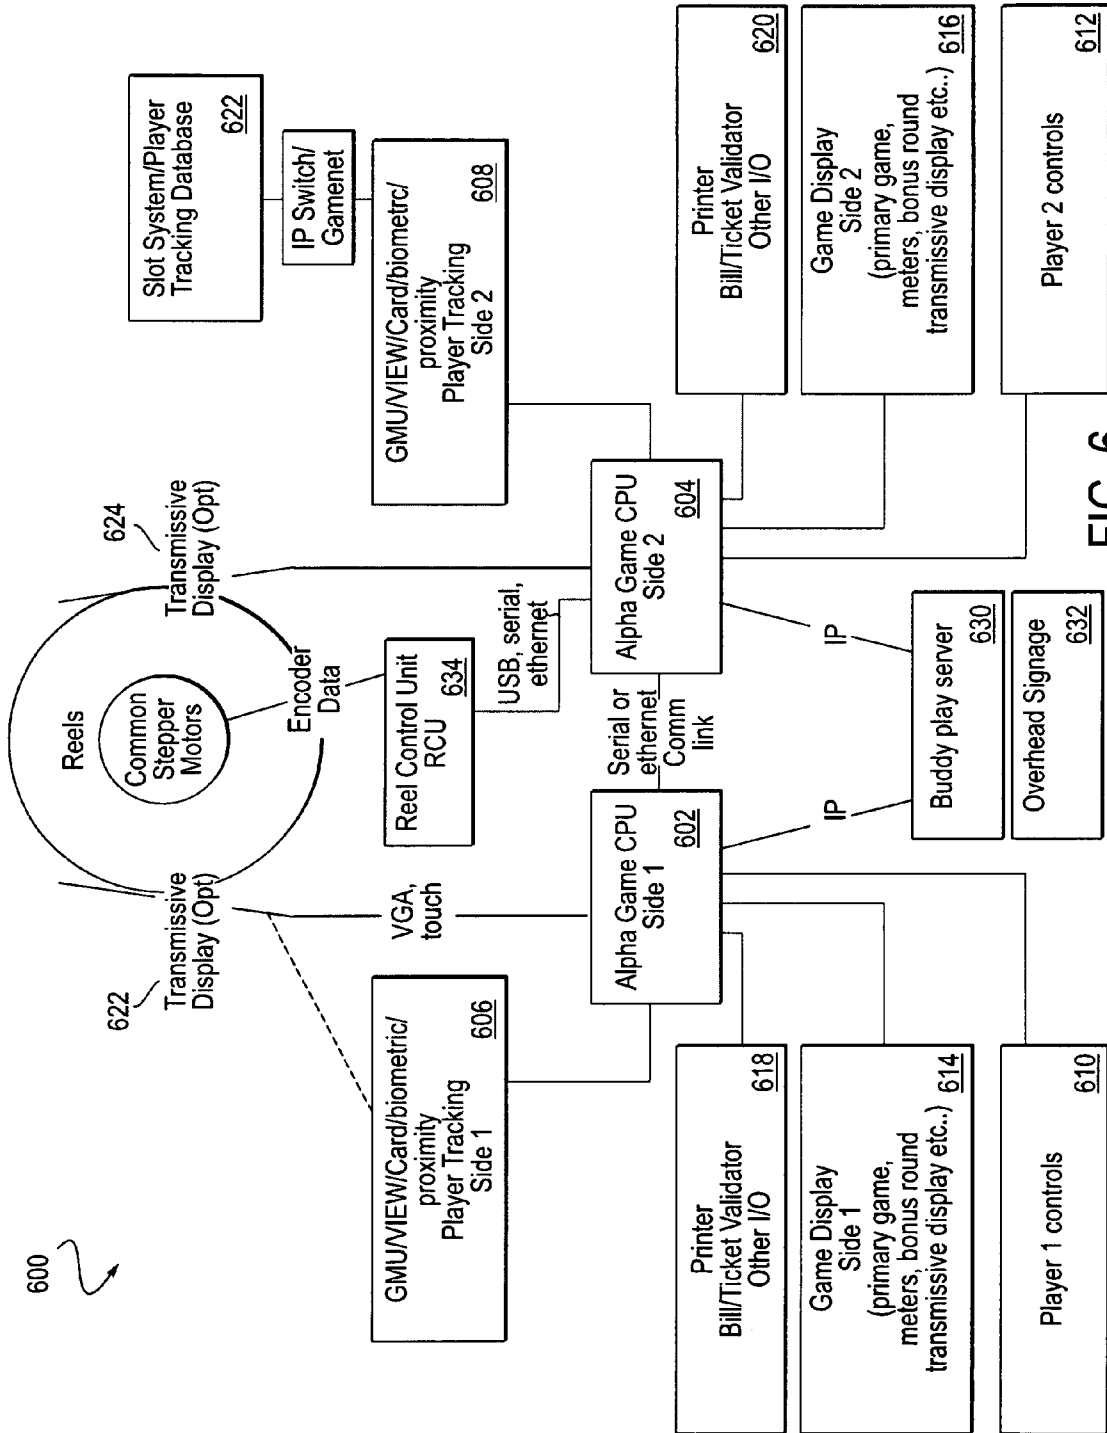 600
622
Transmissive
Display (Opt)
Reels
Common
Stepper
Motors
Encoder
Data
624
Transmissive
Display (Opt)
Slot System/Player
Tracking Database
622
IP Switch/
Gamenet
GMU/VIEW/Card/biometric/
proximity
Player Tracking
Side 1
606
VGA,
touch
Reel Control Unit
RCU
634
USB, serial,
ethernet
GMU/VIEW/Card/biometrc/
proximity
Player Tracking
Side 2
608
Alpha Game CPU
Side 1
602
Serial or
ethernet
Comm
link
Alpha Game CPU
Side 2
604
Printer
Bill/Ticket Validator
Other I/O
618
Game Display
Side 1
(primary game,
meters, bonus round
transmissive display etc..)
614
Player 1 controls
610
IP
IP
Buddy play server
630
Overhead Signage
632
Printer
Bill/Ticket Validator
Other I/O
620
Game Display
Side 2
(primary game,
meters, bonus round
transmissive display etc..)
616
Player 2 controls
612
FIG. 6